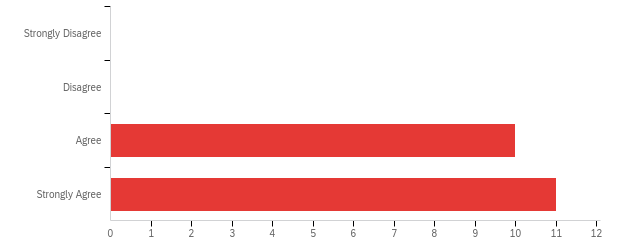 Strongly Disagree
Disagree
Agree
Strongly Agree
0 1 2 3 4 5 6 7 8 9 10 11 12